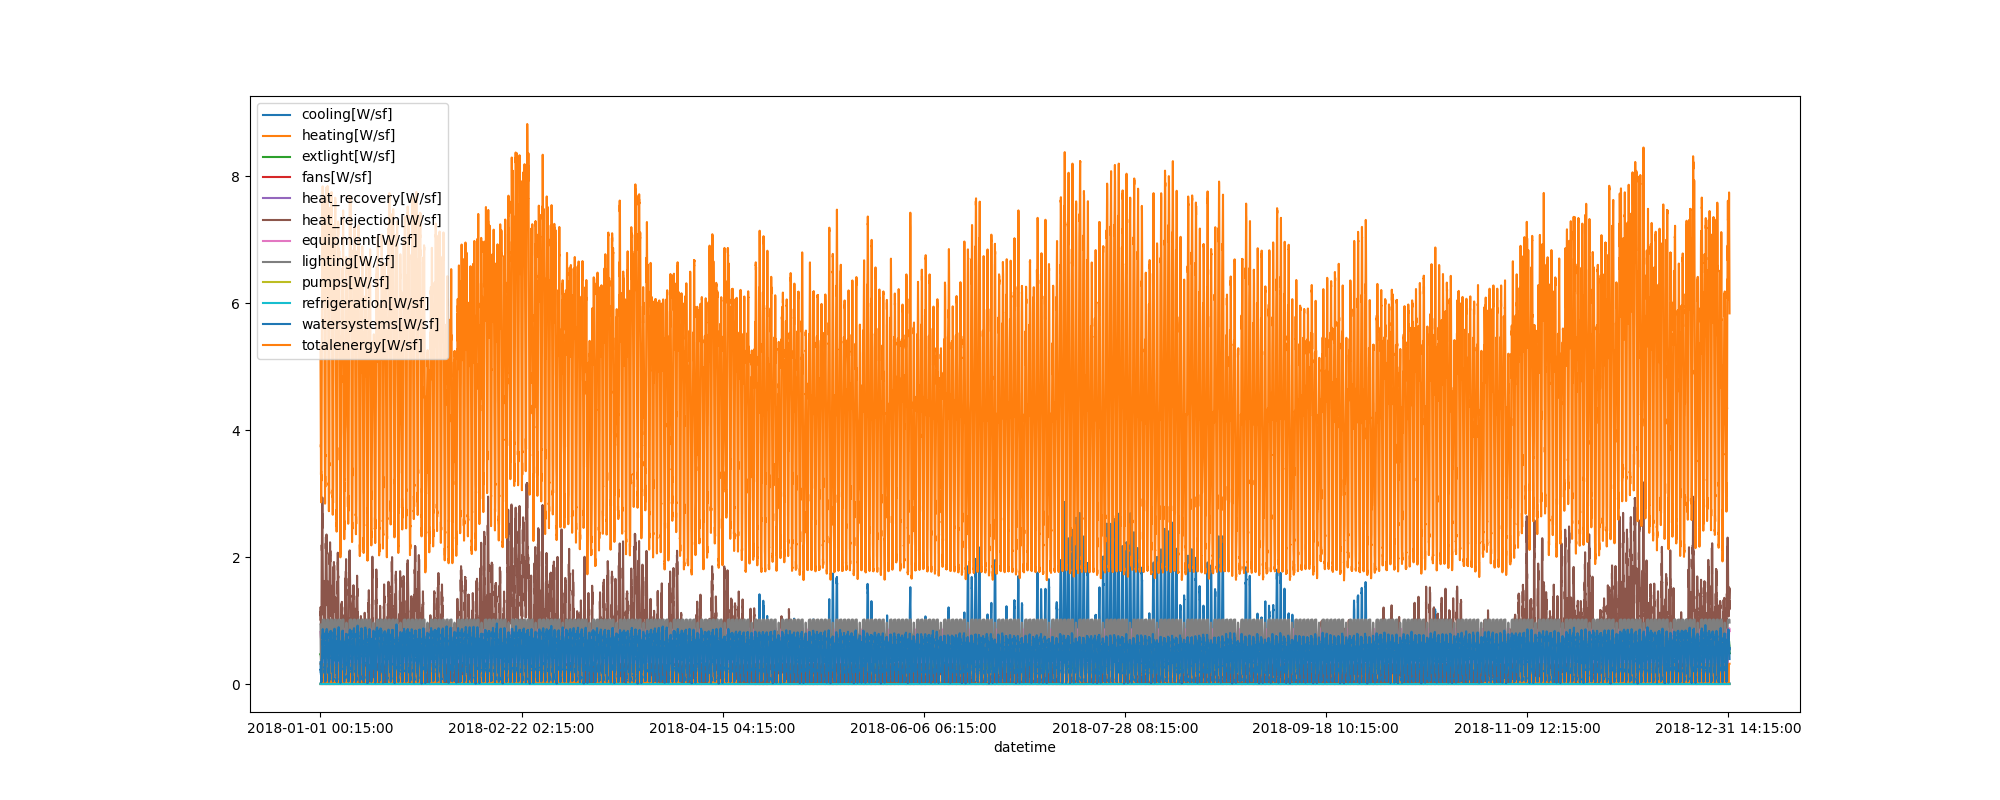 cooling[W/sf]
heating[W/sf]
extlight[W/sf]
fans[W/sf]
heat_recovery[W/sf]
heat_rejection[W/sf]
equipment[W/sf]
lighting[W/sf]
pumps[W/sf]
refrigeration[W/sf]
watersystems[W/sf]
totalenergy[W/sf]
8
6
4
2
0
2018-01-01 00:15:00 2018-02-22 02:15:00 2018-04-15 04:15:00 2018-06-06 06:15:00 2018-07-28 08:15:00 2018-09-18 10:15:00 2018-11-09 12:15:00 2018-12-31 14:15:00
datetime